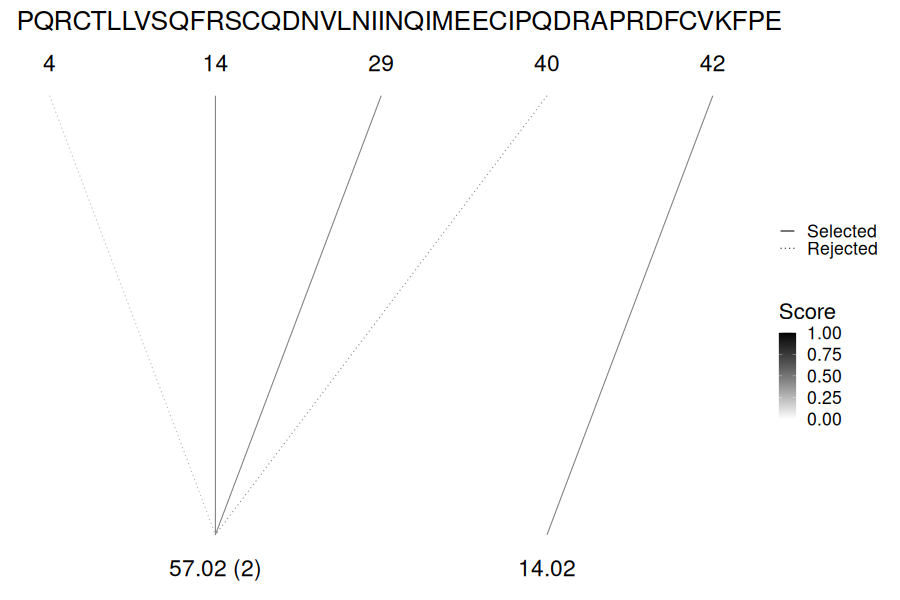 PQRCTLLVSQFRSCQDNVLNIINQIMEECIPQDRAPRDFCVKFPE
4 14 29 40 42
Selected
Rejected
Score
1.00
0.75
0.50
0.25
0.00
57.02 (2) 14.02